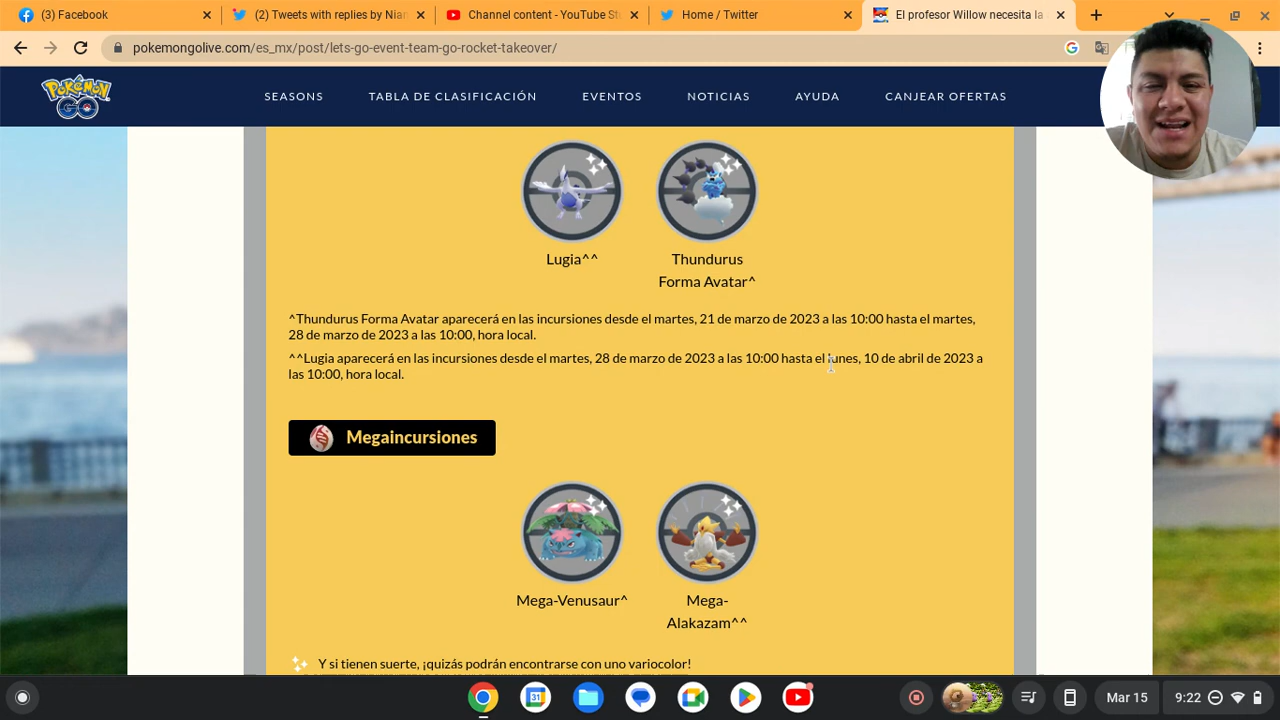 (3) Facebook
(2) Tweets with replies by Nian
Channel content - YouTube St
Home / Twitter
El profesor Willow necesita la
pokemongolive.com/es_mx/post/lets-go-event-team-go-rocket-takeover/
POKÉMON GO
SEASONS
TABLA DE CLASIFICACIÓN
EVENTOS
NOTICIAS
AYUDA
CANJEAR OFERTAS
Lugia^^
Thundurus
Forma Avatar^
^Thundurus Forma Avatar aparecerá en las incursiones desde el martes, 21 de marzo de 2023 a las 10:00 hasta el martes,
28 de marzo de 2023 a las 10:00, hora local.
^^Lugia aparecerá en las incursiones desde el martes, 28 de marzo de 2023 a las 10:00 hasta el lunes, 10 de abril de 2023 a
las 10:00, hora local.
Megaincursiones
Mega-Venusaur^
Mega-
Alakazam^^
Y si tienen suerte, ¡quizás podrán encontrarse con uno variocolor!
31
Mar 15
9:22